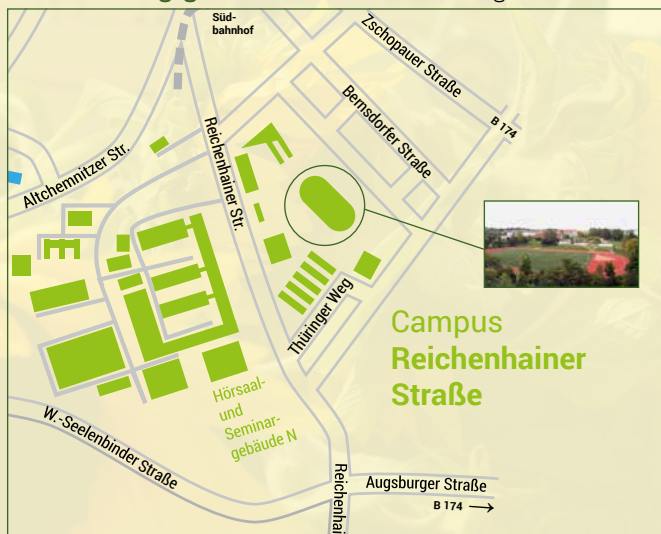 Süd-
bahnhof
Zschopauer Straße
B 174
Bernsdorfer Straße
Reichenhainer Str.
Altchemnitzer Str.
Thüringer Weg
Campus
Reichenhainer
Straße
Hörsaal-
und
Seminar-
gebäude N
W.-Seelenbinder Straße
Reichenhai
Augsburger Straße
B 174